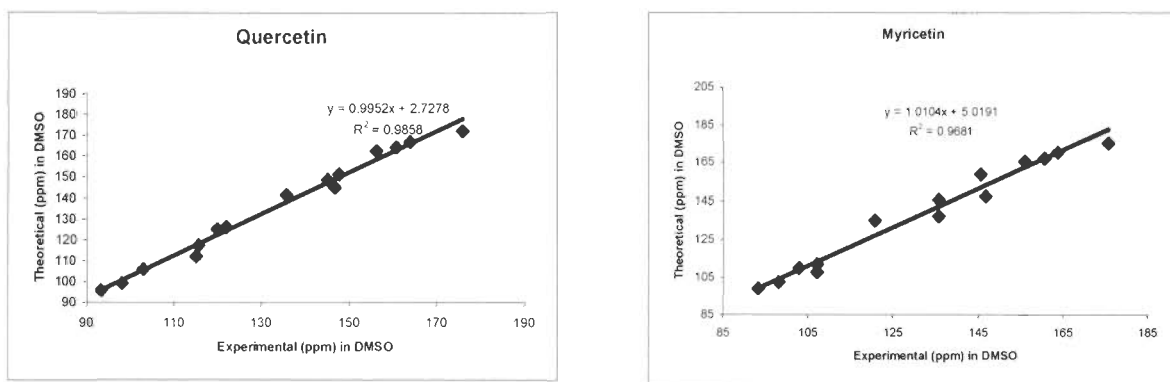 Quercetin
y = 0.9952x + 2.7278
R² = 0.9858
Theoretical (ppm) in DMSO
190
180
170
160
150
140
130
120
110
100
90
90 110 130 150 170 190
Experimental (ppm) in DMSO
Myricetin
y = 1.0104x + 5.0191
R² = 0.9681
Theoretical (ppm) in DMSO
205
185
165
145
125
105
85
85 105 125 145 165 185
Experimental (ppm) in DMSO